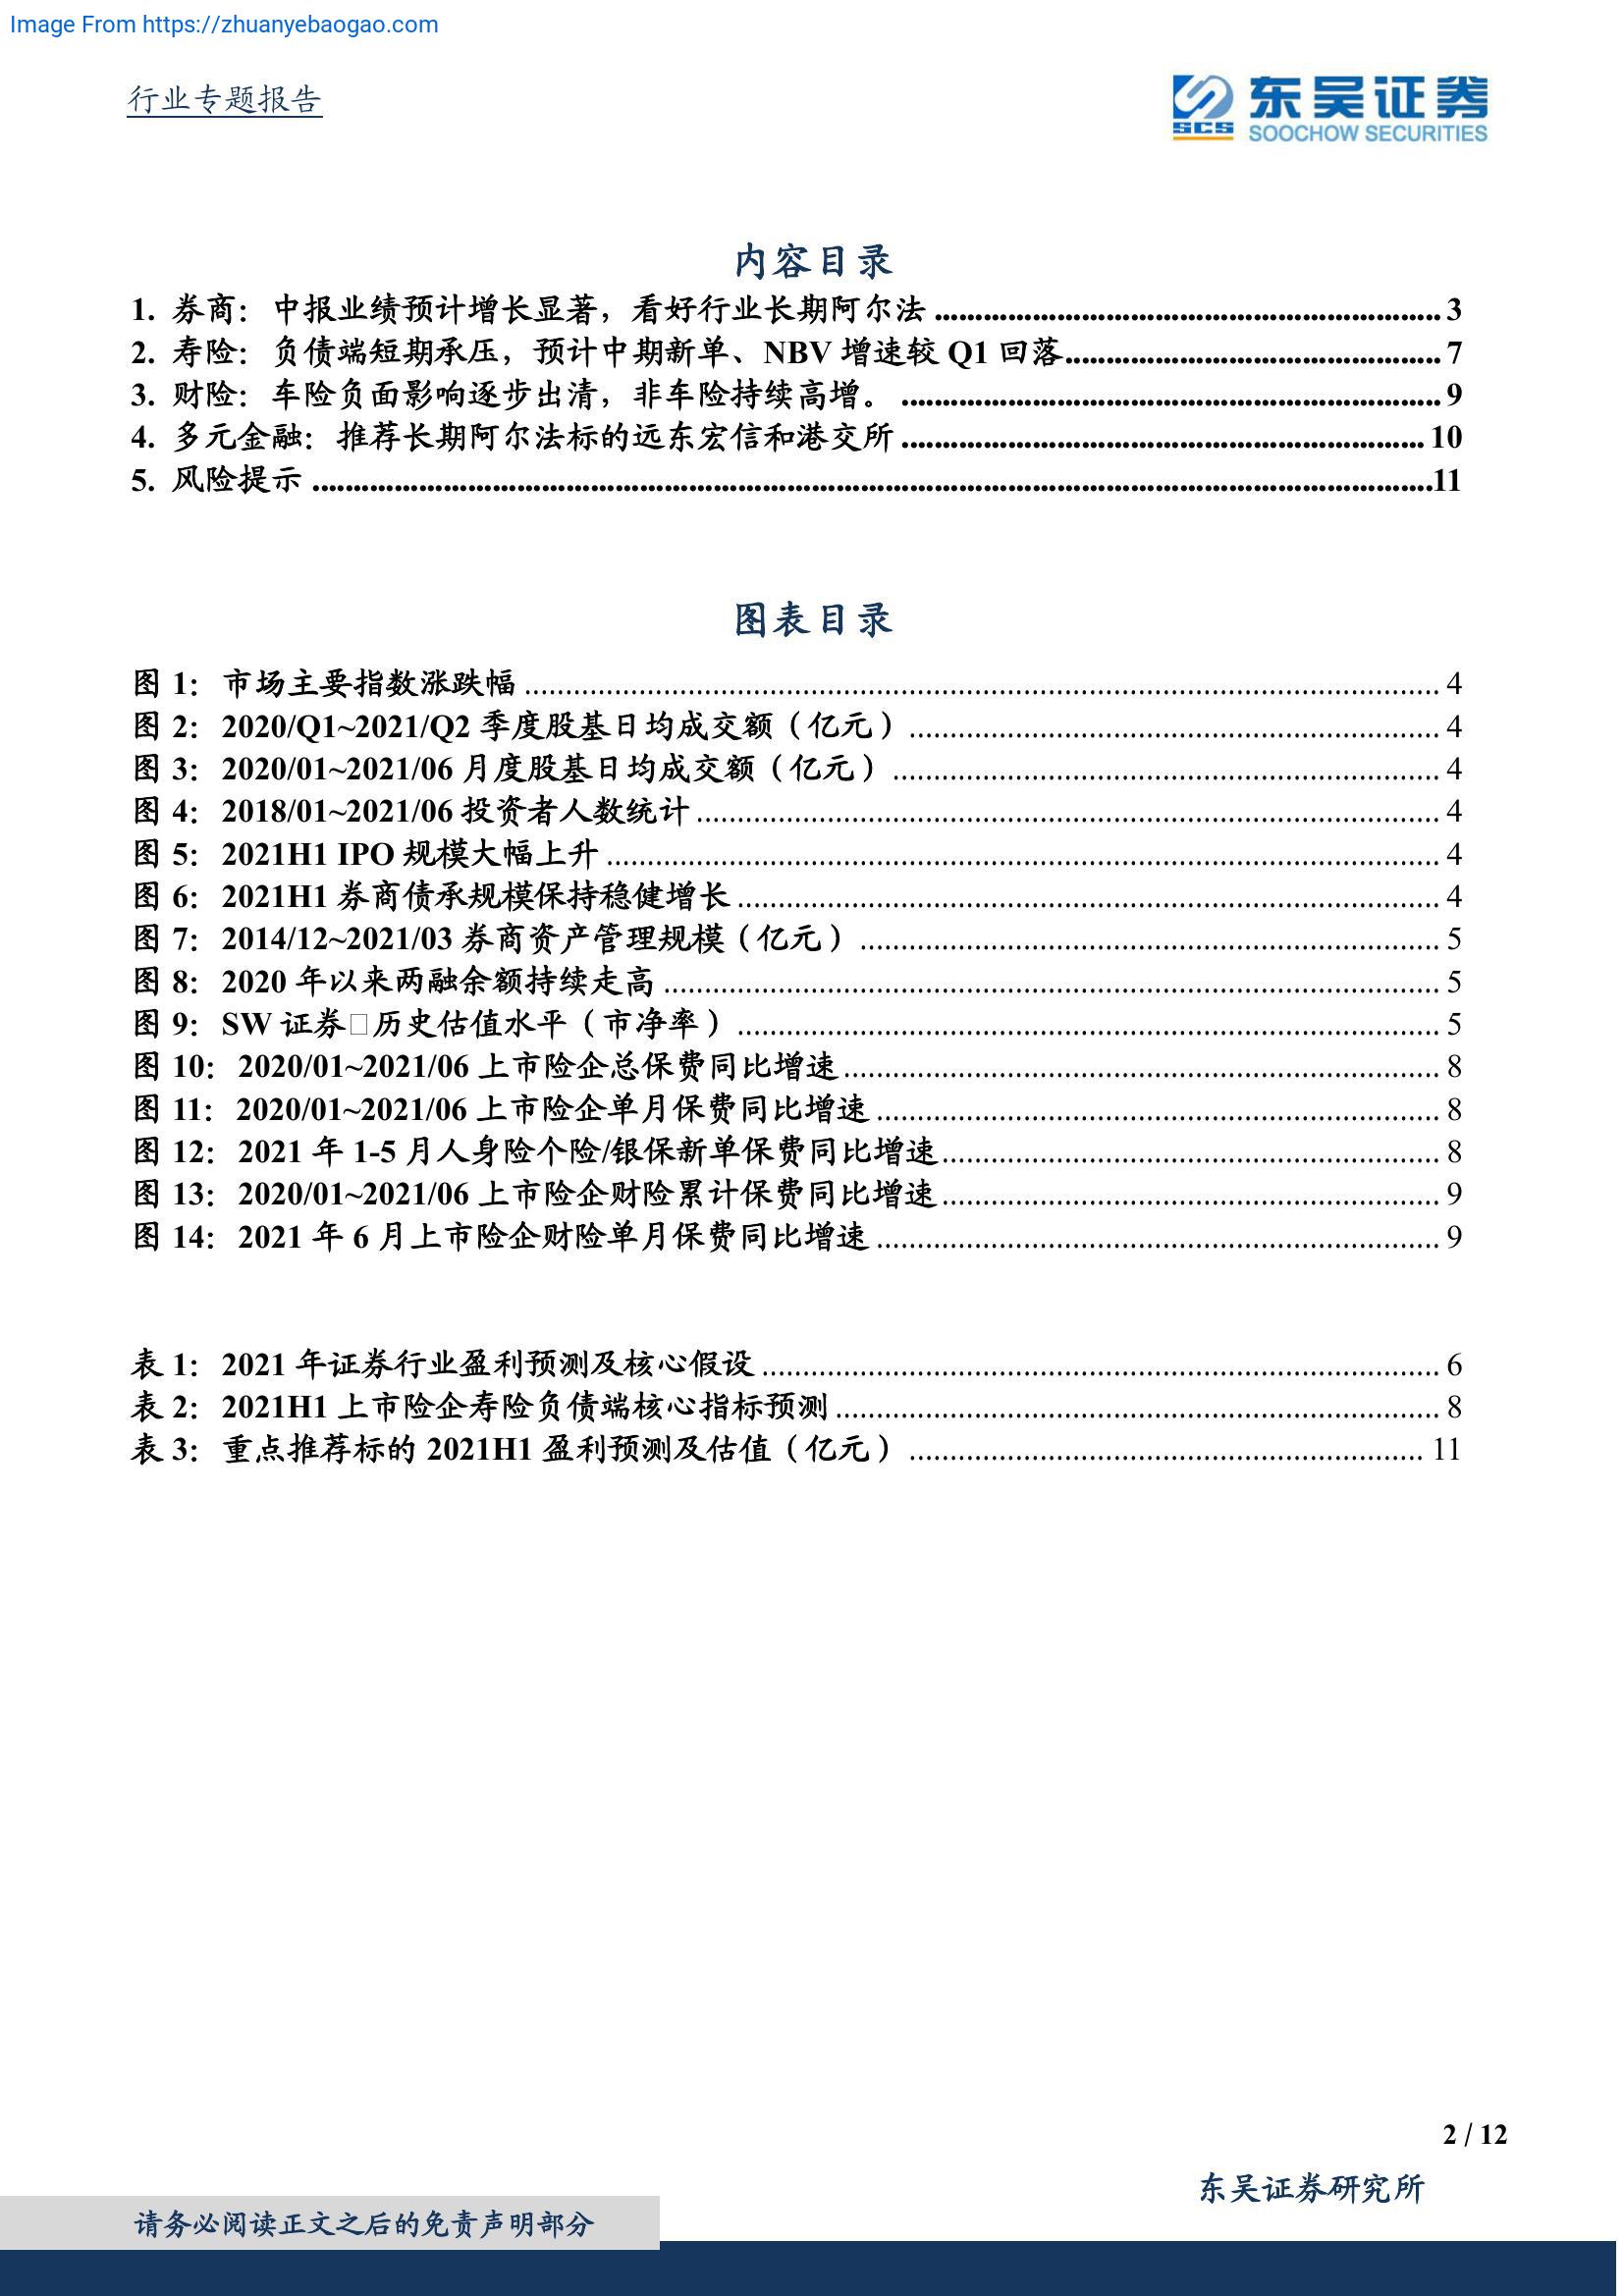 Image From https://zhuanyebaogao.com
行业专题报告
SCS 东吴证券
SOOCHOW SECURITIES
内容目录
1. 券商：中报业绩预计增长显著，看好行业长期阿尔法 3
2. 寿险：负债端短期承压，预计中期新单、NBV 增速较 Q1 回落 7
3. 财险：车险负面影响逐步出清，非车险持续高增。 9
4. 多元金融：推荐长期阿尔法标的远东宏信和港交所 10
5. 风险提示 11
图表目录
图 1： 市场主要指数涨跌幅 4
图 2： 2020/Q1~2021/Q2 季度股基日均成交额（亿元） 4
图 3： 2020/01~2021/06 月度股基日均成交额（亿元） 4
图 4： 2018/01~2021/06 投资者人数统计 4
图 5： 2021H1 IPO 规模大幅上升 4
图 6： 2021H1 券商债承规模保持稳健增长 4
图 7： 2014/12~2021/03 券商资产管理规模（亿元） 5
图 8： 2020 年以来两融余额持续走高 5
图 9： SW 证券□历史估值水平（市净率） 5
图 10： 2020/01~2021/06 上市险企总保费同比增速 8
图 11： 2020/01~2021/06 上市险企单月保费同比增速 8
图 12： 2021 年 1-5 月人身险个险/银保新单保费同比增速 8
图 13： 2020/01~2021/06 上市险企财险累计保费同比增速 9
图 14： 2021 年 6 月上市险企财险单月保费同比增速 9
表 1： 2021 年证券行业盈利预测及核心假设 6
表 2： 2021H1 上市险企寿险负债端核心指标预测 8
表 3： 重点推荐标的 2021H1 盈利预测及估值（亿元） 11
2 / 12
东吴证券研究所
请务必阅读正文之后的免责声明部分